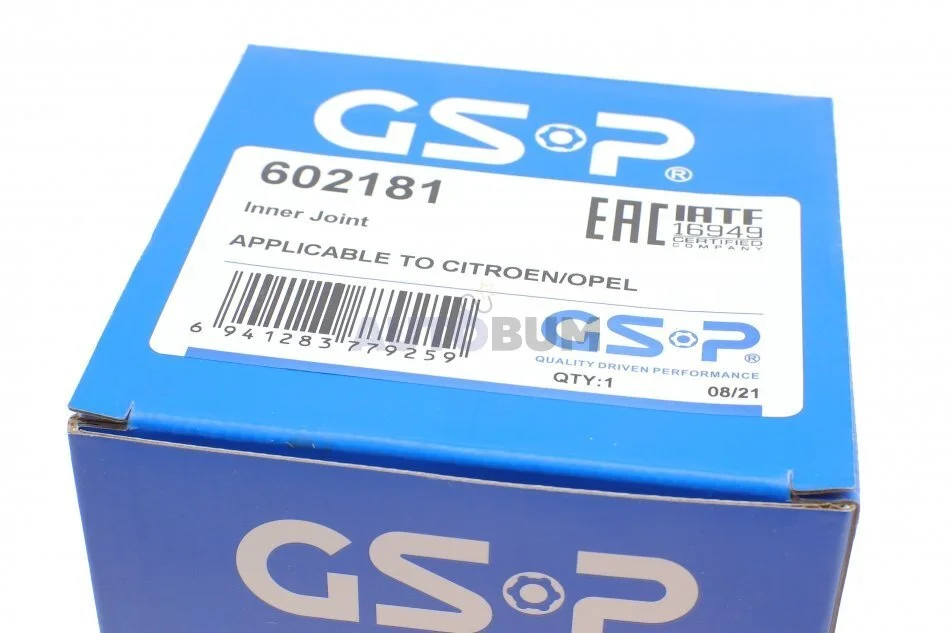 GSP®
602181
Inner Joint
EAC
IATF
16949
CERTIFIED
COMPANY
APPLICABLE TO CITROEN/OPEL
6 941283 779259
AUTOBUM
GSP®
QUALITY DRIVEN PERFORMANCE
QTY:1
08/21
GSP